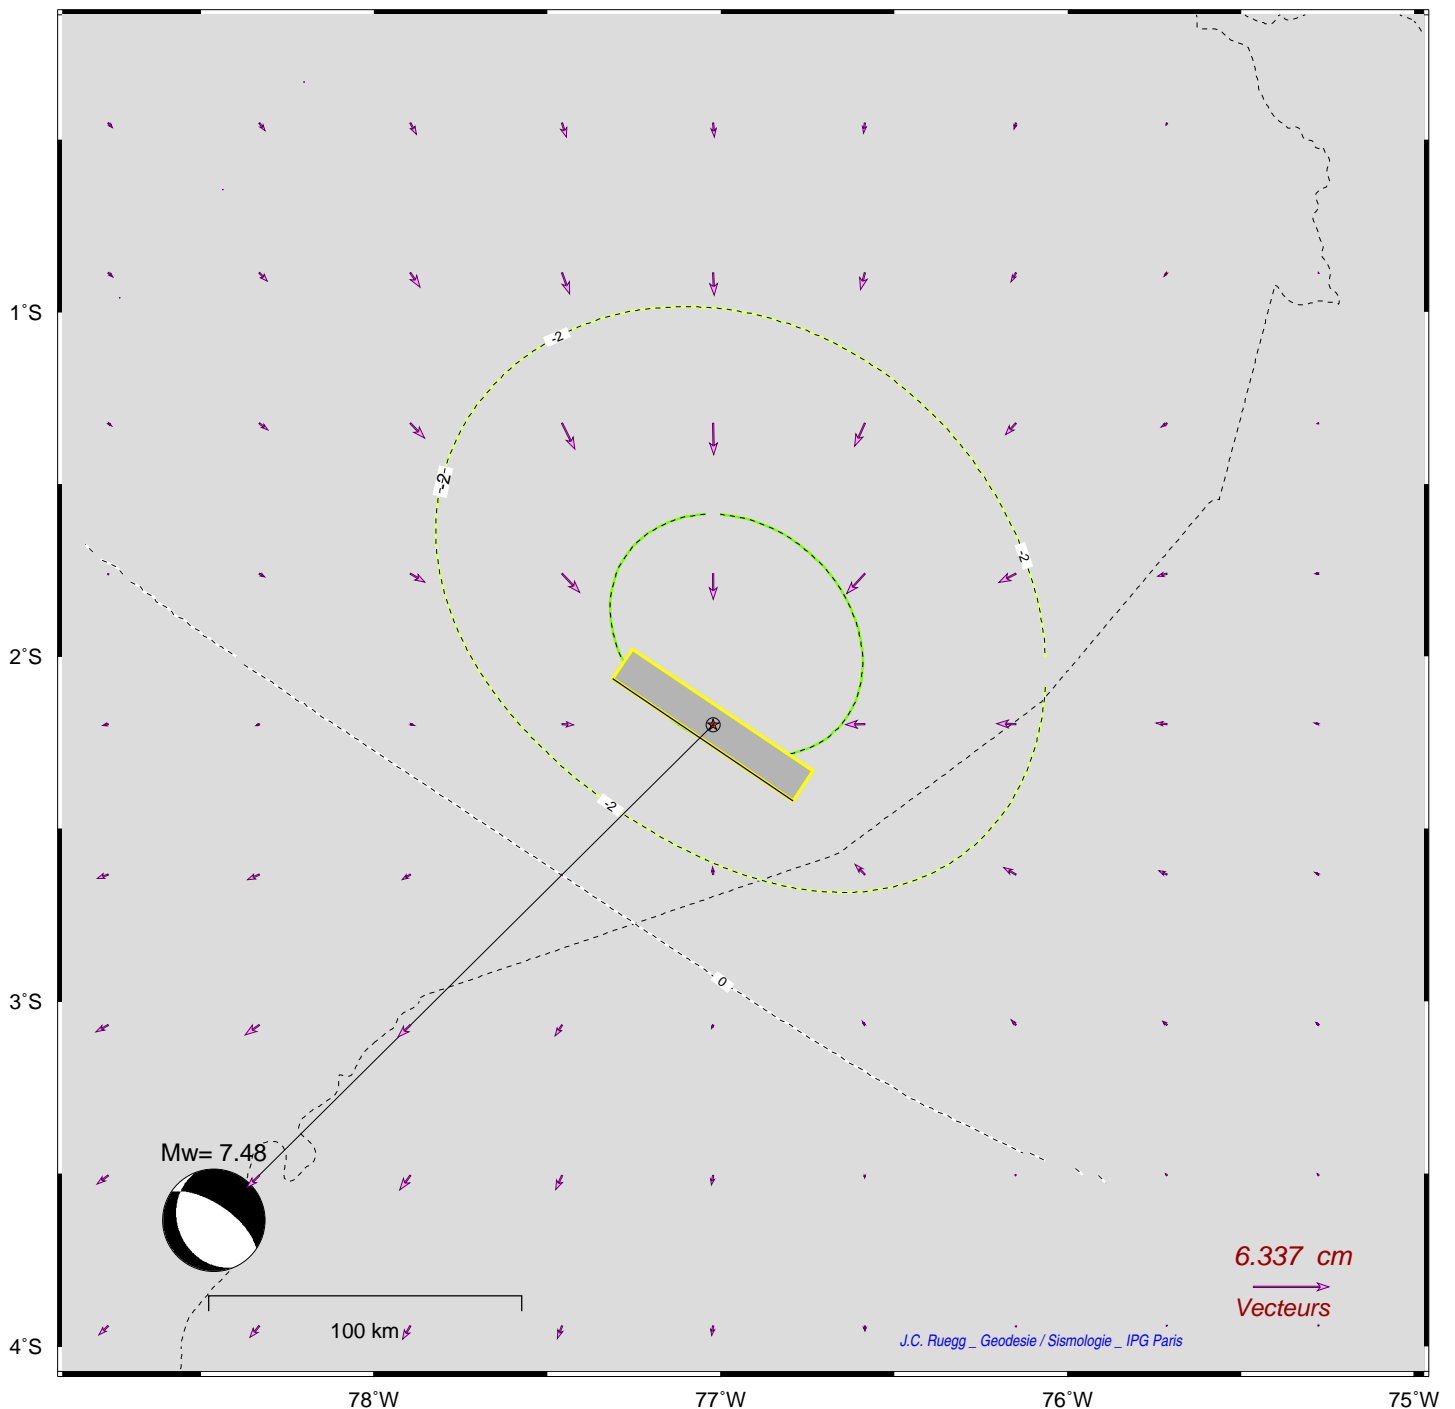 1°S
-2
-2
-2
2°S
-2
0
3°S
Mw= 7.48
6.337 cm
Vecteurs
100 km
J.C. Ruegg _ Geodesie / Sismologie _ IPG Paris
4°S
78°W 77°W 76°W 75°W